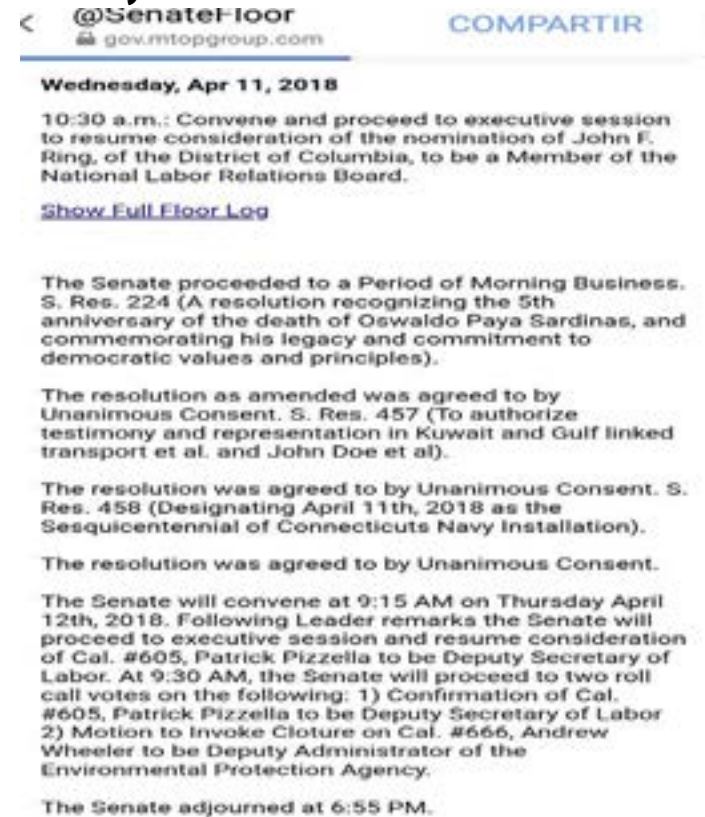 @SenateFloor
gov.mtopgroup.com
COMPARTIR
Wednesday, Apr 11, 2018
10:30 a.m.: Convene and proceed to executive session
to resume consideration of the nomination of John F.
Ring, of the District of Columbia, to be a Member of the
National Labor Relations Board.
Show Full Floor Log
The Senate proceeded to a Period of Morning Business.
S. Res. 224 (A resolution recognizing the 5th
anniversary of the death of Oswaldo Paya Sardinas, and
commemorating his legacy and commitment to
democratic values and principles).
The resolution as amended was agreed to by
Unanimous Consent. S. Res. 457 (To authorize
testimony and representation in Kuwait and Gulf linked
transport et al. and John Doe et al).
The resolution was agreed to by Unanimous Consent. S.
Res. 458 (Designating April 11th, 2018 as the
Sesquicentennial of Connecticuts Navy Installation).
The resolution was agreed to by Unanimous Consent.
The Senate will convene at 9:15 AM on Thursday April
12th, 2018. Following Leader remarks the Senate will
proceed to executive session and resume consideration
of Cal. #605, Patrick Pizzella to be Deputy Secretary of
Labor. At 9:30 AM, the Senate will proceed to two roll
call votes on the following: 1) Confirmation of Cal.
#605, Patrick Pizzella to be Deputy Secretary of Labor
2) Motion to Invoke Cloture on Cal. #666, Andrew
Wheeler to be Deputy Administrator of the
Environmental Protection Agency.
The Senate adjourned at 6:55 PM.